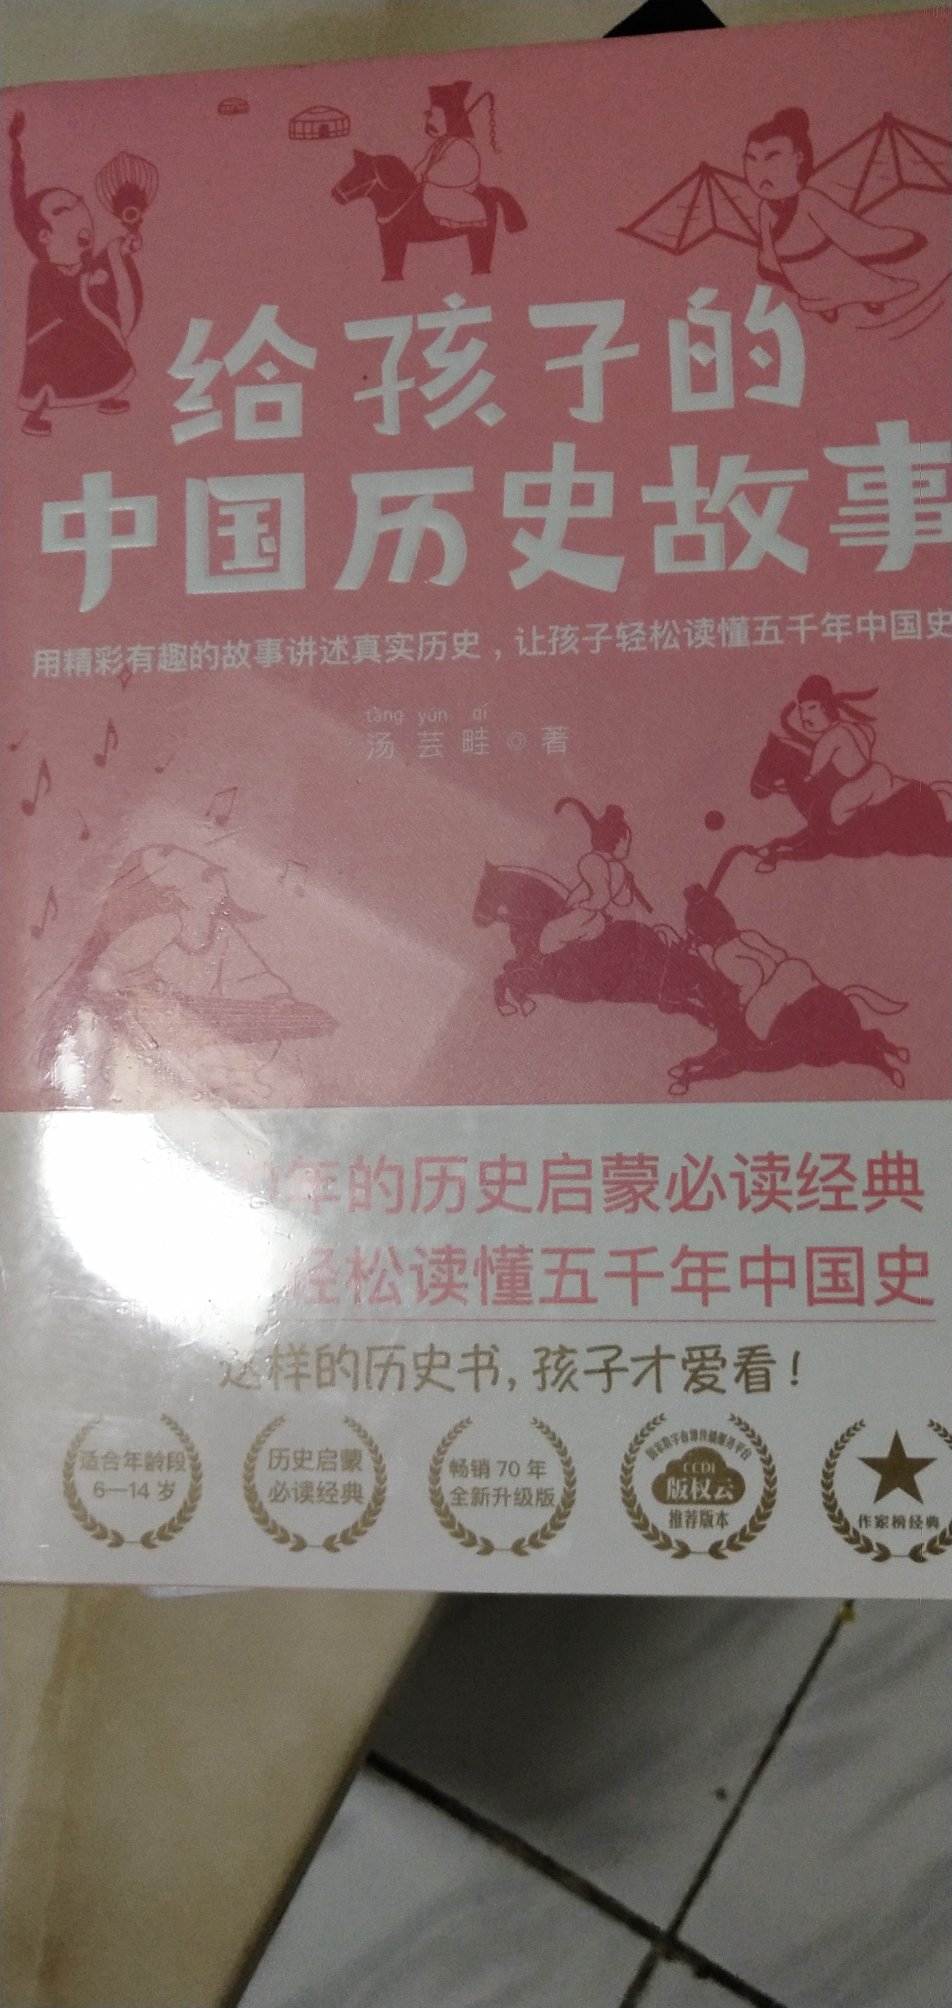 给孩子的
中国历史故事
用精彩有趣的故事讲述真实历史，让孩子轻松读懂五千年中国史
tāng yún qí
汤芸畦 著
年的历史启蒙必读经典
轻松读懂五千年中国史
这样的历史书，孩子才爱看！
适合年龄段
6—14 岁
历史启蒙
必读经典
畅销 70 年
全新升级版
CCDI
版权云
推荐版本
作家榜经典